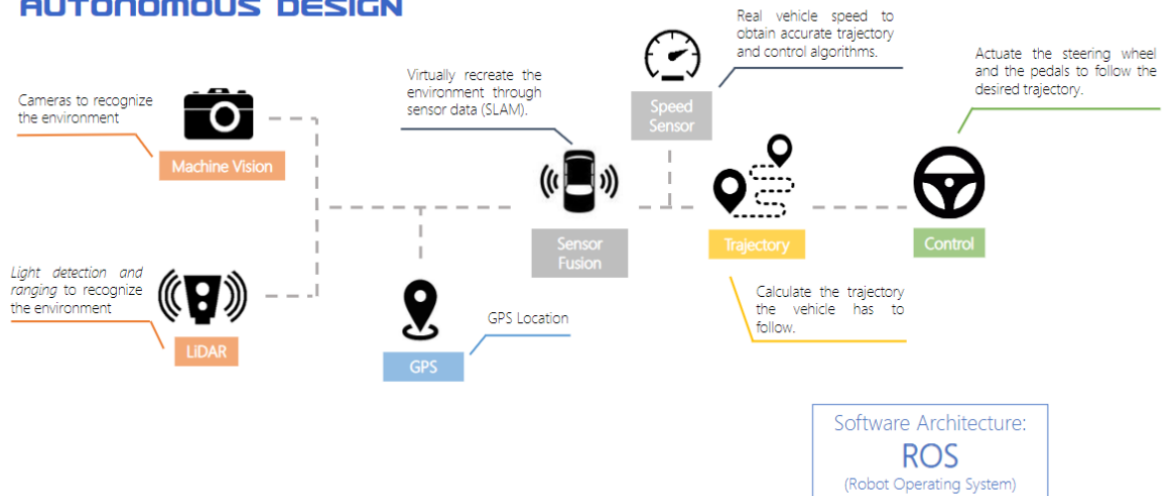 AUTONOMOUS DESIGN
Cameras to recognize
the environment
Machine Vision
Light detection and
ranging to recognize
the environment
LiDAR
GPS Location
GPS
Virtually recreate the
environment through
sensor data (SLAM).
Sensor
Fusion
Real vehicle speed to
obtain accurate trajectory
and control algorithms.
Speed
Sensor
Trajectory
Calculate the trajectory
the vehicle has to
follow.
Actuate the steering wheel
and the pedals to follow the
desired trajectory.
Control
Software Architecture:
ROS
(Robot Operating System)